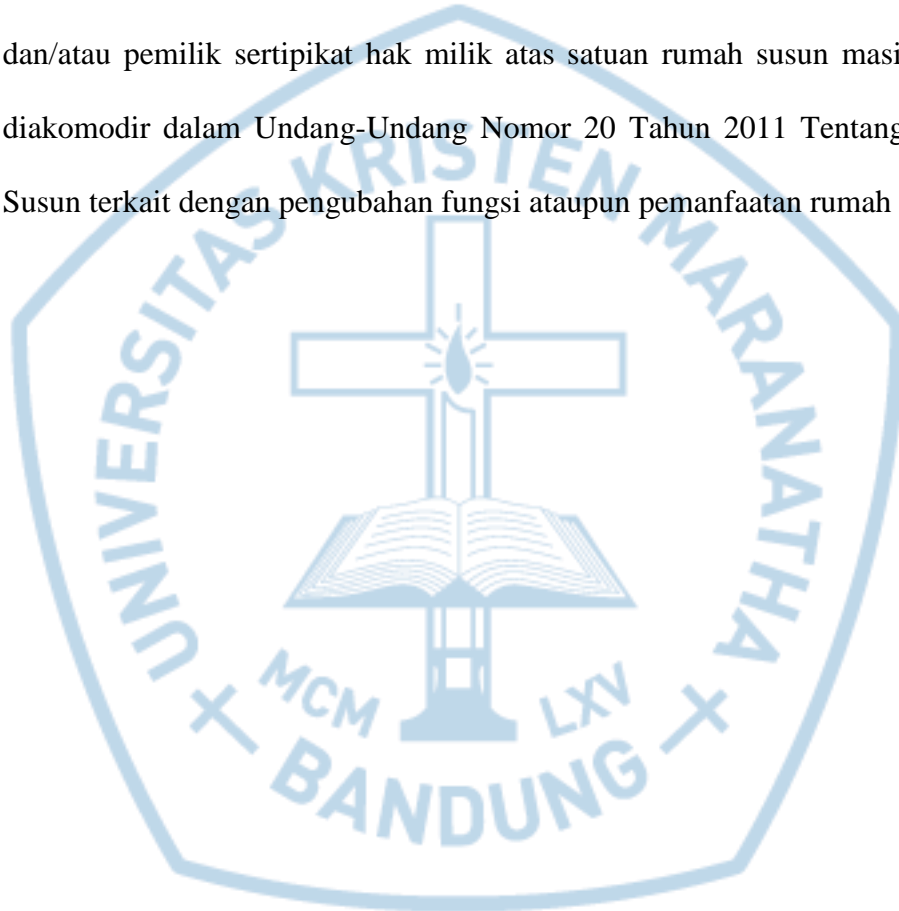 dan/atau pemilik sertipikat hak milik atas satuan rumah susun masi
diakomodir dalam Undang-Undang Nomor 20 Tahun 2011 Tentang
Susun terkait dengan pengubahan fungsi ataupun pemanfaatan rumah
UNIVERSITAS KRISTEN MARANATHA
MCM LXV
BANDUNG